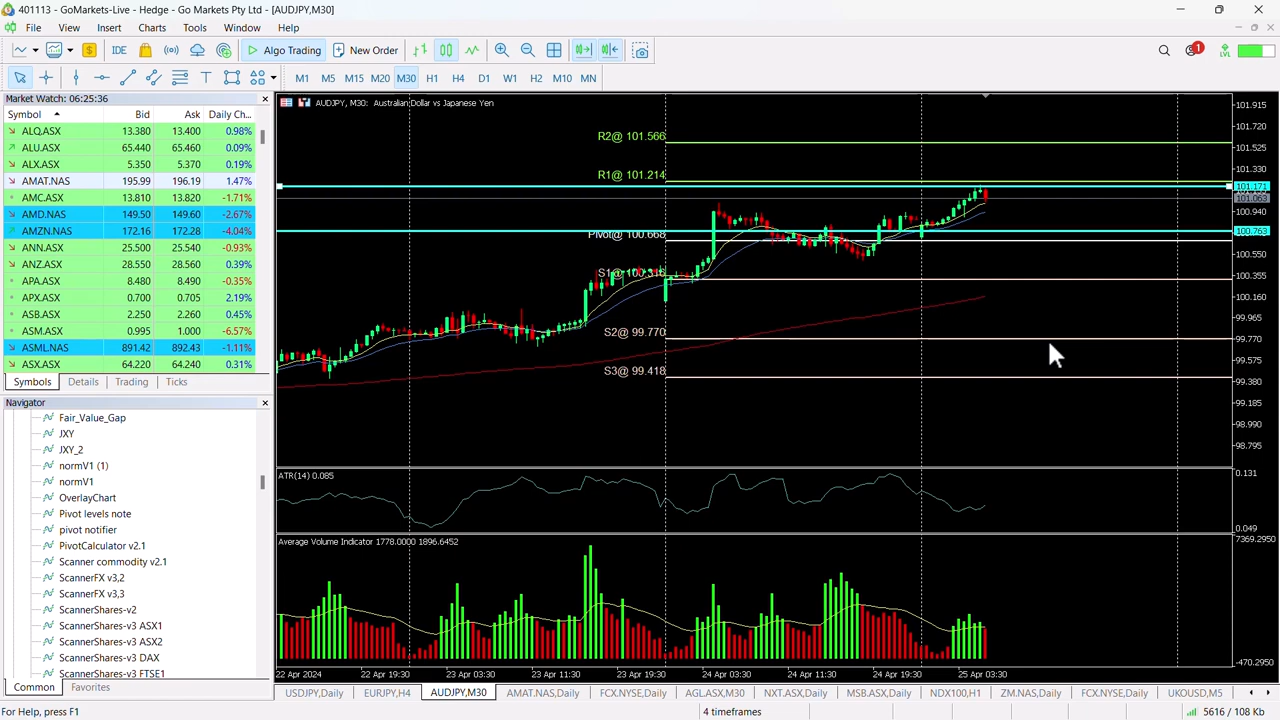 401113 - GoMarkets-Live - Hedge - Go Markets Pty Ltd - [AUDJPY,M30]
File View Insert Charts Tools Window Help
IDE Algo Trading New Order 1 LVL
M1 M5 M15 M20 M30 H1 H4 D1 W1 H2 M10 MN
Market Watch: 06:25:36
Symbol Bid Ask Daily Ch...
ALQ.ASX 13.380 13.400 0.98%
ALU.ASX 65.440 65.460 0.09%
ALX.ASX 5.350 5.370 0.19%
AMAT.NAS 195.99 196.19 1.47%
AMC.ASX 13.810 13.820 -1.71%
AMD.NAS 149.50 149.60 -2.67%
AMZN.NAS 172.16 172.28 -4.04%
ANN.ASX 25.500 25.540 -0.93%
ANZ.ASX 28.550 28.560 0.39%
APA.ASX 8.480 8.490 -0.35%
APX.ASX 0.700 0.705 2.19%
ASB.ASX 2.250 2.260 0.45%
ASM.ASX 0.995 1.000 -6.57%
ASML.NAS 891.42 892.43 -1.11%
ASX.ASX 64.220 64.240 0.31%
Symbols Details Trading Ticks
Navigator
Fair_Value_Gap
JXY
JXY_2
normV1 (1)
normV1
OverlayChart
Pivot levels note
pivot notifier
PivotCalculator v2.1
Scanner commodity v2.1
ScannerFX v3,2
ScannerFX v3,3
ScannerShares-v2
ScannerShares-v3 ASX1
ScannerShares-v3 ASX2
ScannerShares-v3 DAX
ScannerShares-v3 FTSE1
Common Favorites
AUDJPY, M30: Australian Dollar vs Japanese Yen
R2@ 101.566
R1@ 101.214
Pivot@ 100.668
S1@ 100.316
S2@ 99.770
S3@ 99.418
101.915
101.720
101.525
101.330
101.171
101.063
100.940
100.763
100.550
100.355
100.160
99.965
99.770
99.575
99.380
99.185
98.990
98.795
ATR(14) 0.085
0.131
0.049
Average Volume Indicator 1778.0000 1896.6452
7369.2950
-470.2950
22 Apr 2024 22 Apr 19:30 23 Apr 03:30 23 Apr 11:30 23 Apr 19:30 24 Apr 03:30 24 Apr 11:30 24 Apr 19:30 25 Apr 03:30
USDJPY,Daily EURJPY,H4 AUDJPY,M30 AMAT.NAS,Daily FCX.NYSE,Daily AGL.ASX,M30 NXT.ASX,Daily MSB.ASX,Daily NDX100,H1 ZM.NAS,Daily FCX.NYSE,Daily UKOUSD,M5
For Help, press F1 4 timeframes 5616 / 108 Kb